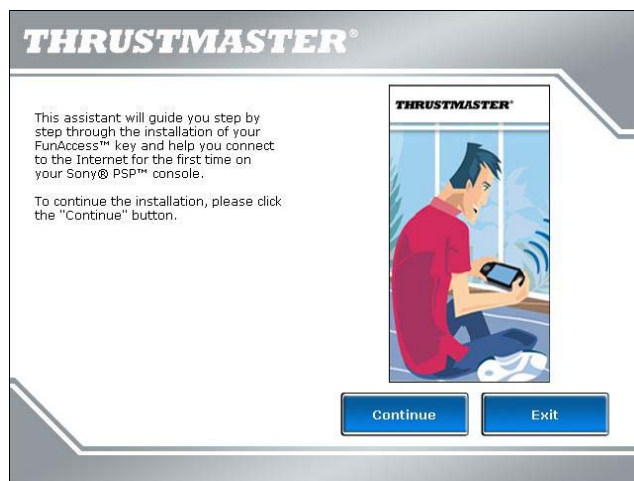 THRUSTMASTER®
This assistant will guide you step by
step through the installation of your
FunAccess™ key and help you connect
to the Internet for the first time on
your Sony® PSP™ console.
To continue the installation, please click
the "Continue" button.
THRUSTMASTER®
Continue
Exit